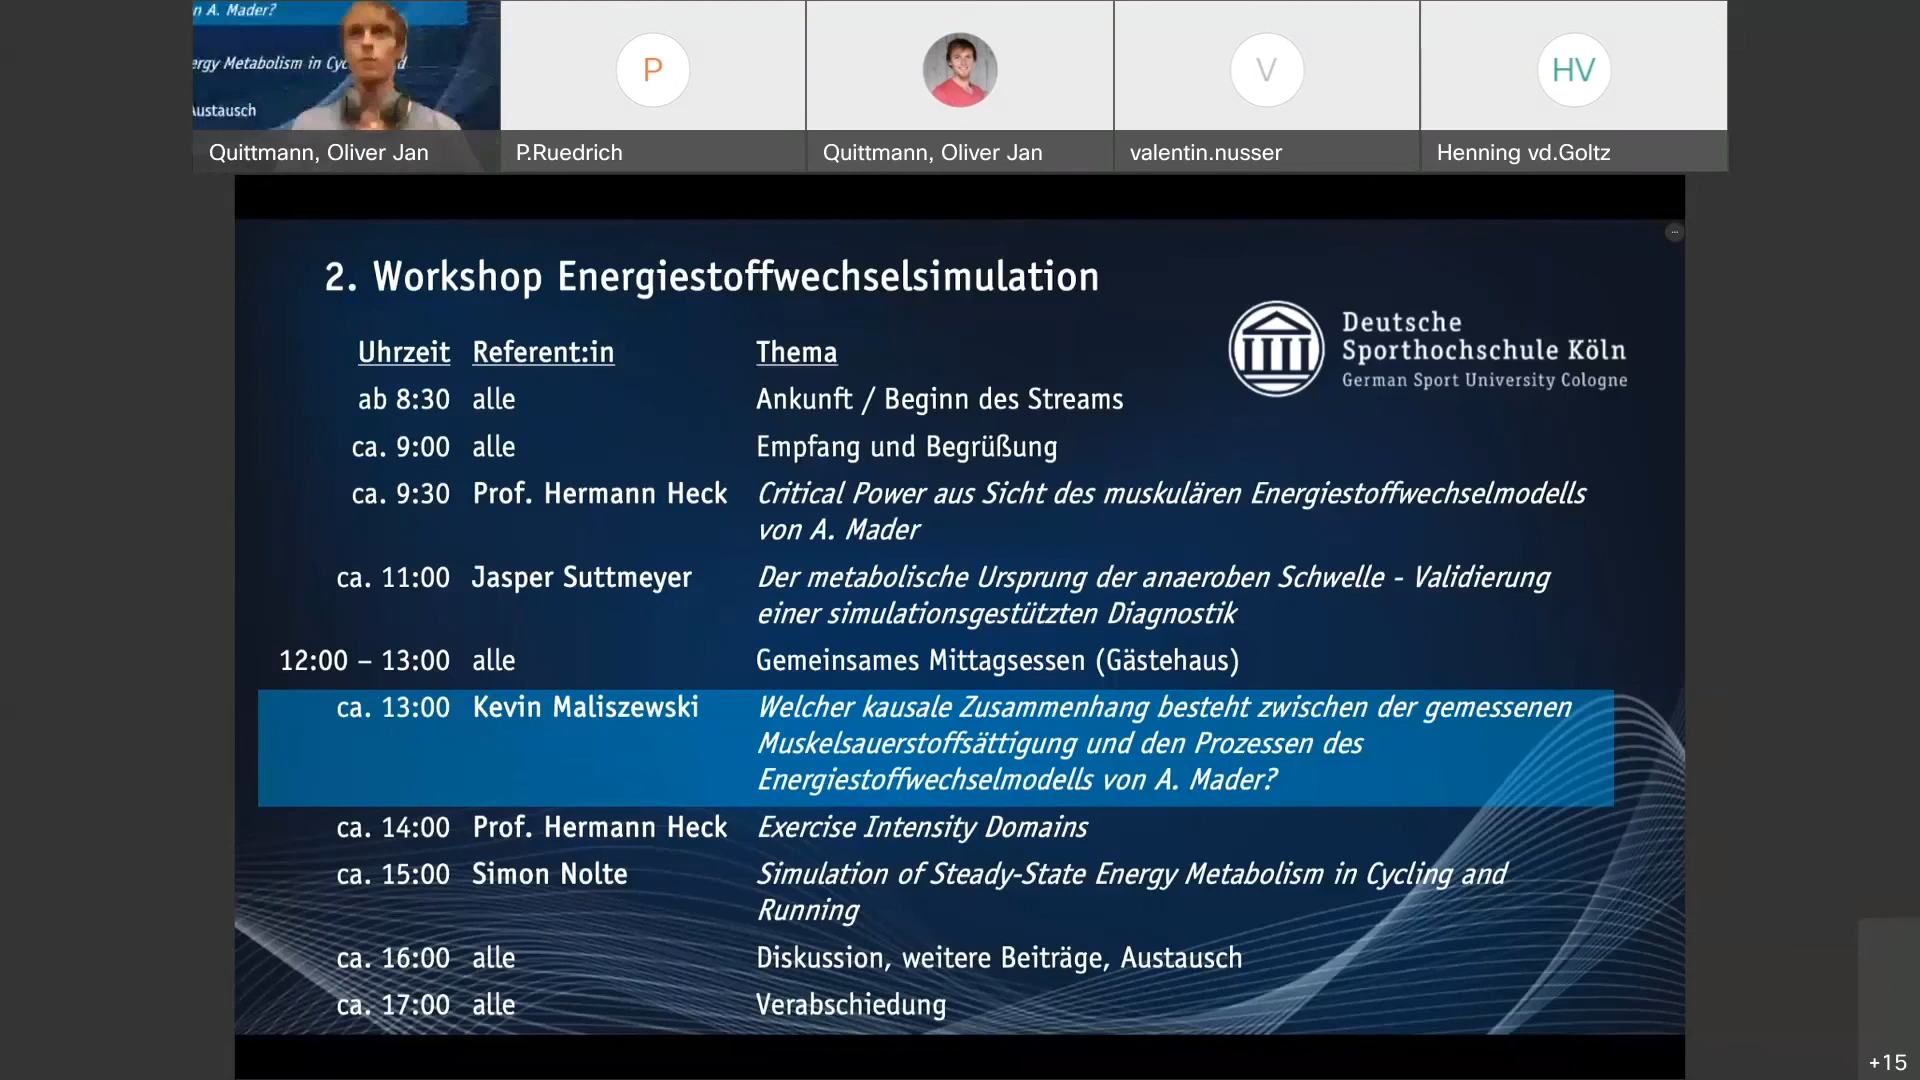 n A. Mader?
ergy Metabolism in Cyc
d
Austausch
P
V
HV
Quittmann, Oliver Jan
P.Ruedrich
Quittmann, Oliver Jan
valentin.nusser
Henning vd.Goltz
2. Workshop Energiestoffwechselsimulation
Deutsche
Sporthochschule Köln
German Sport University Cologne
Uhrzeit Referent:in Thema
ab 8:30 alle Ankunft / Beginn des Streams
ca. 9:00 alle Empfang und Begrüßung
ca. 9:30 Prof. Hermann Heck Critical Power aus Sicht des muskulären Energiestoffwechselmodells
von A. Mader
ca. 11:00 Jasper Suttmeyer Der metabolische Ursprung der anaeroben Schwelle - Validierung
einer simulationsgestützten Diagnostik
12:00 – 13:00 alle Gemeinsames Mittagsessen (Gästehaus)
ca. 13:00 Kevin Maliszewski Welcher kausale Zusammenhang besteht zwischen der gemessenen
Muskelsauerstoffsättigung und den Prozessen des
Energiestoffwechselmodells von A. Mader?
ca. 14:00 Prof. Hermann Heck Exercise Intensity Domains
ca. 15:00 Simon Nolte Simulation of Steady-State Energy Metabolism in Cycling and
Running
ca. 16:00 alle Diskussion, weitere Beiträge, Austausch
ca. 17:00 alle Verabschiedung
+15